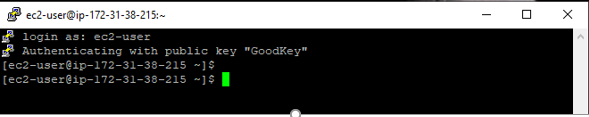 ec2-user@ip-172-31-38-215:~
login as: ec2-user
Authenticating with public key "GoodKey"
[ec2-user@ip-172-31-38-215 ~]$
[ec2-user@ip-172-31-38-215 ~]$